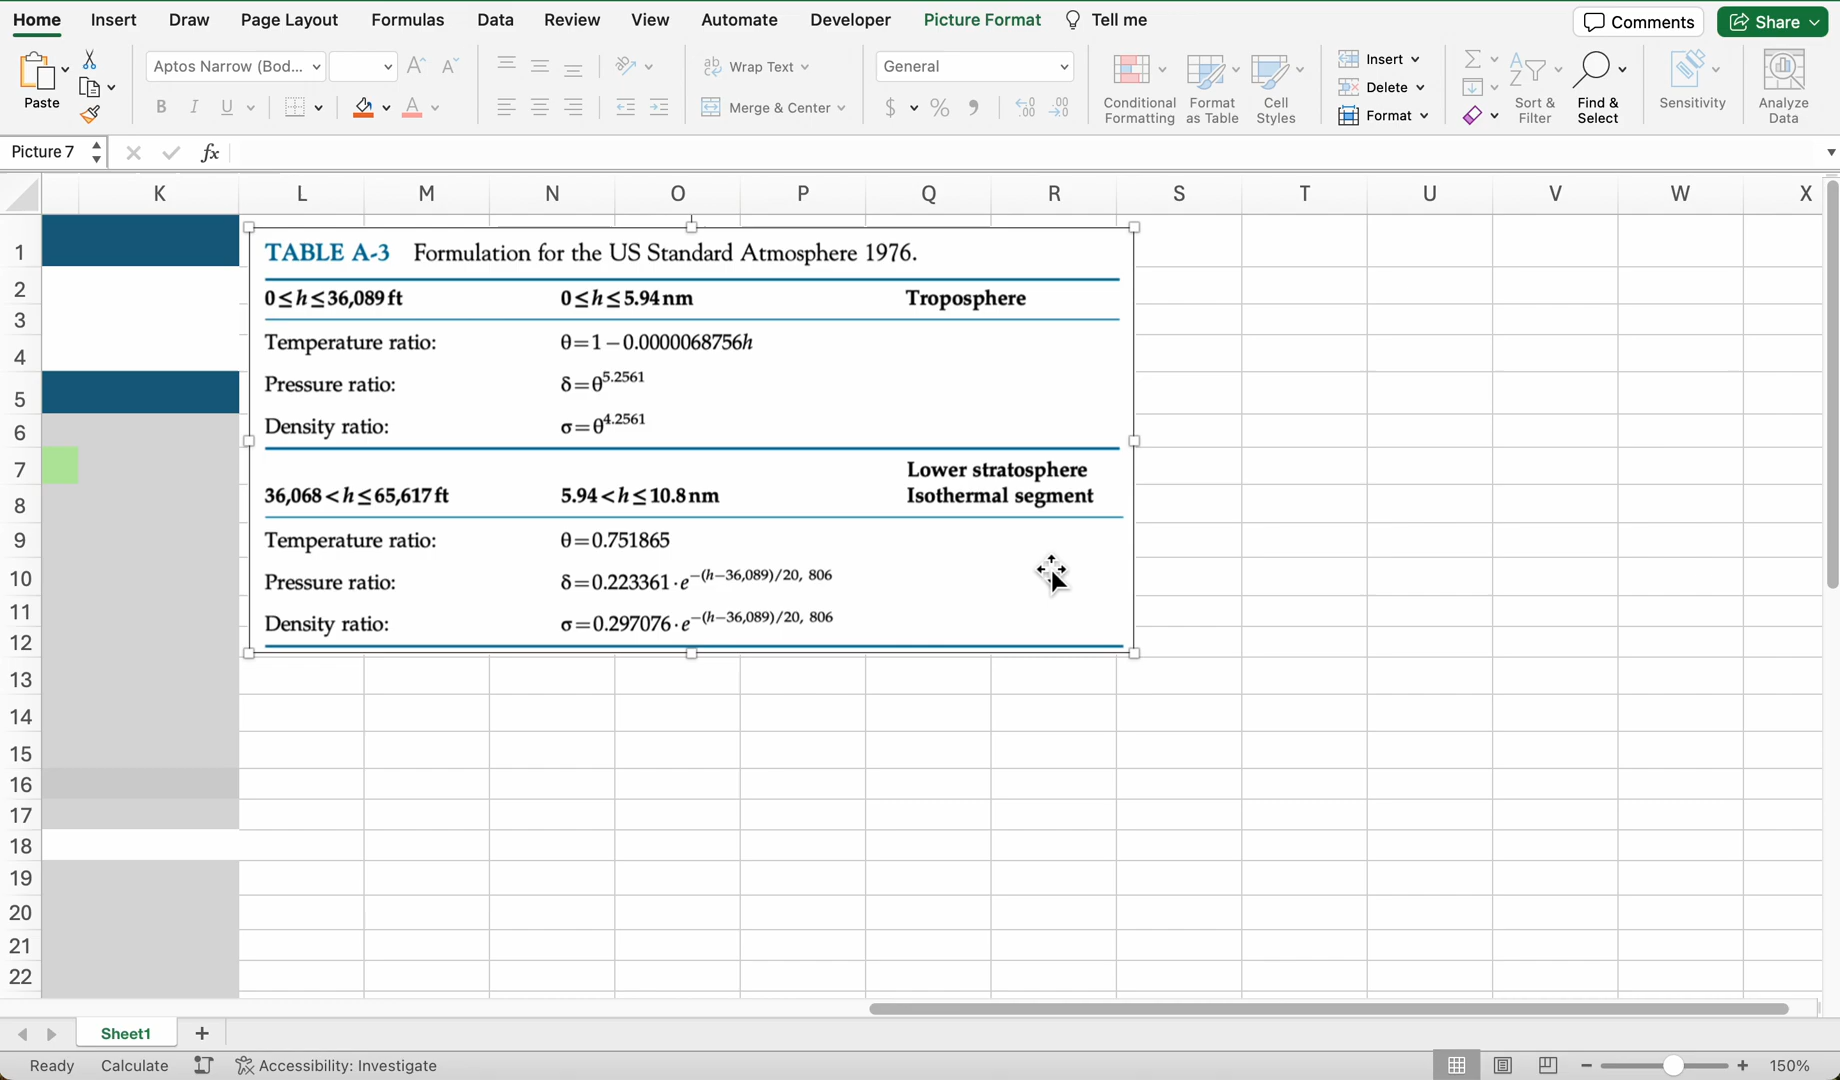 Home Insert Draw Page Layout Formulas Data Review View Automate Developer Picture Format Tell me Comments Share
Paste Aptos Narrow (Bod... A^ A˅ Wrap Text General Conditional Formatting Format as Table Cell Styles Insert Sort & Filter Find & Select Sensitivity Analyze Data
B I U A Merge & Center $ % Delete
Format
Picture 7 fx
K L M N O P Q R S T U V W X
1
2
3
4
5
6
7
8
9
10
11
12
13
14
15
16
17
18
19
20
21
22
TABLE A-3 Formulation for the US Standard Atmosphere 1976.
0≤h≤36,089 ft 0≤h≤5.94 nm Troposphere
Temperature ratio: θ=1−0.0000068756h
Pressure ratio: δ=θ^5.2561
Density ratio: σ=θ^4.2561
Lower stratosphere
36,068<h≤65,617 ft 5.94<h≤10.8 nm Isothermal segment
Temperature ratio: θ=0.751865
Pressure ratio: δ=0.223361·e^−(h−36,089)/20, 806
Density ratio: σ=0.297076·e^−(h−36,089)/20, 806
Sheet1 +
Ready Calculate Accessibility: Investigate − + 150%